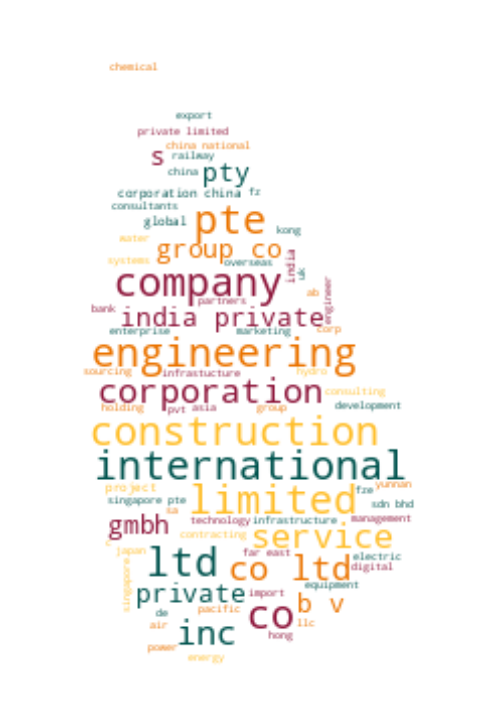 chemical
export
private limited
china national
s railway
china pty
corporation china fz
consultants
global pte kong
water
group co
systems overseas india uk
company ab
partners engineer
bank india private
enterprise marketing corp
engineering
sourcing infrastucture hydro
corporation consulting
holding pvt asia group development
construction
international
project limited fze yunnan
singapore pte sdn bhd
sa
gmbh technology infrastructure management
contracting service
c japan far east electric
ltd co ltd digital
singapore equipment
private import
de pacific co b v
air inc llc
hong
power
energy